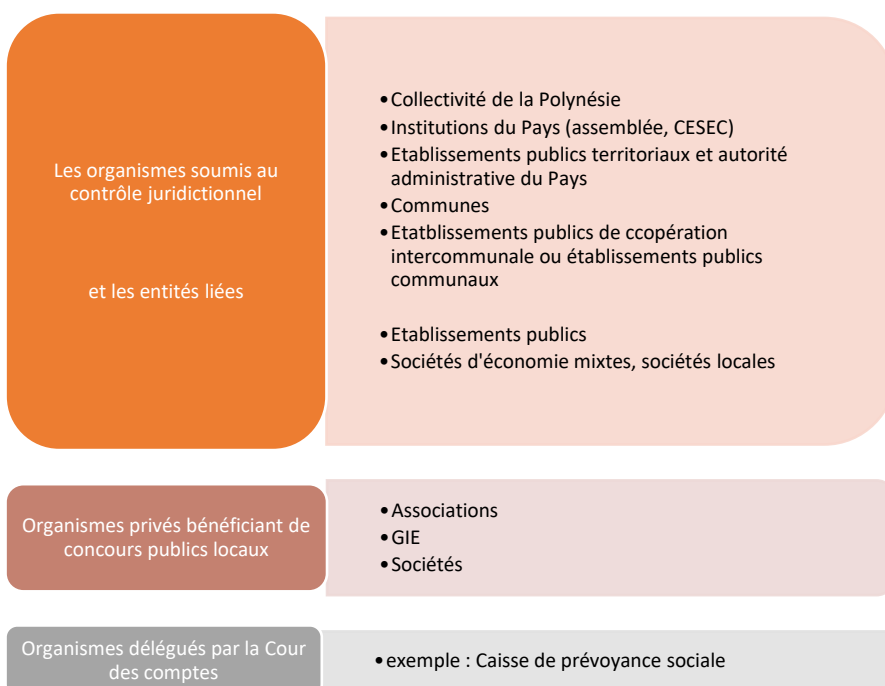 Les organismes soumis au
contrôle juridictionnel
et les entités liées
•Collectivité de la Polynésie
•Institutions du Pays (assemblée, CESEC)
•Etablissements publics territoriaux et autorité
administrative du Pays
•Communes
•Etatblissements publics de ccopération
intercommunale ou établissements publics
communaux
•Etablissements publics
•Sociétés d'économie mixtes, sociétés locales
Organismes privés bénéficiant de
concours publics locaux
•Associations
•GIE
•Sociétés
Organismes délégués par la Cour
des comptes
•exemple : Caisse de prévoyance sociale